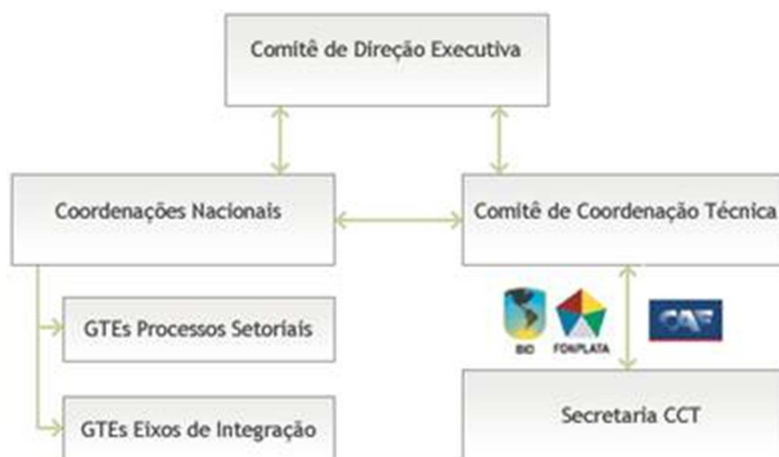 Comitê de Direção Executiva
Coordenações Nacionais
Comitê de Coordenação Técnica
GTEs Processos Setoriais
BID
FONPLATA
CAF
GTEs Eixos de Integração
Secretaria CCT